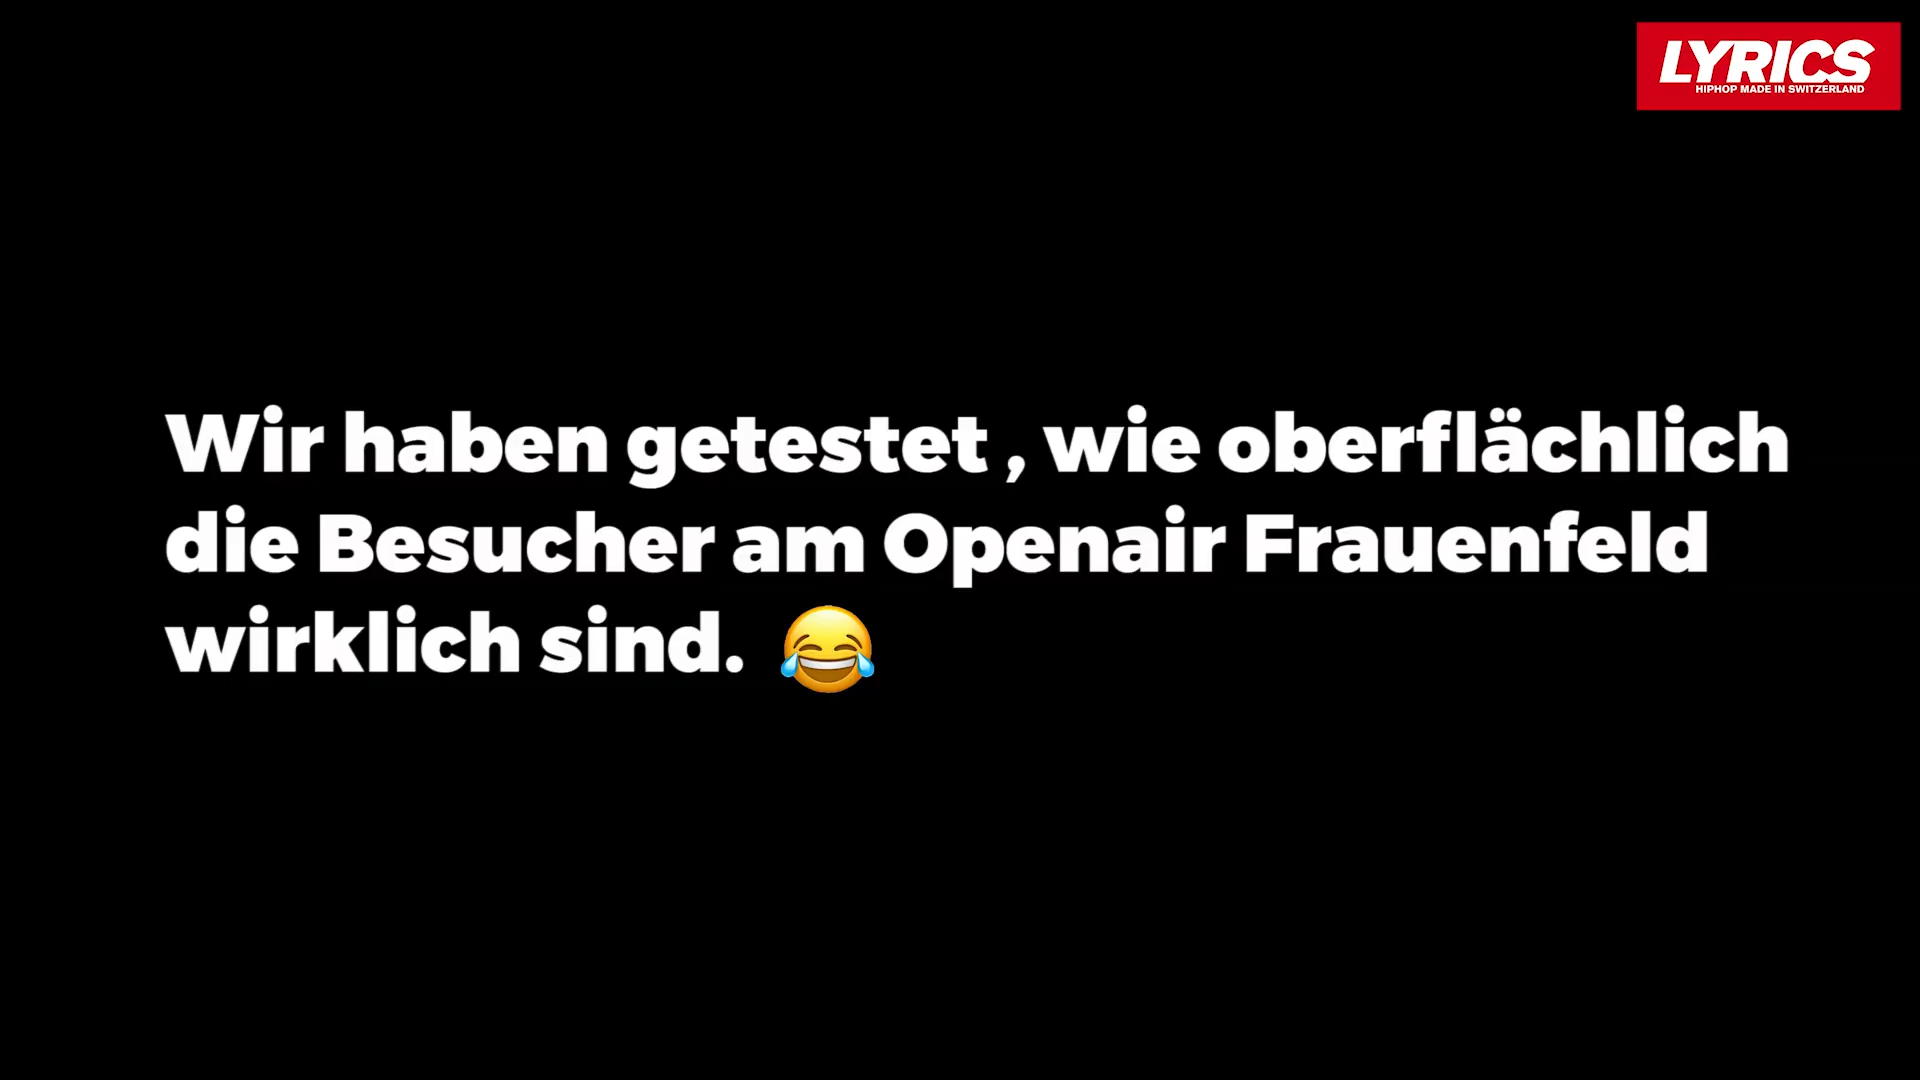 LYRICS
HIPHOP MADE IN SWITZERLAND
Wir haben getestet , wie oberflächlich
die Besucher am Openair Frauenfeld
wirklich sind. 😂